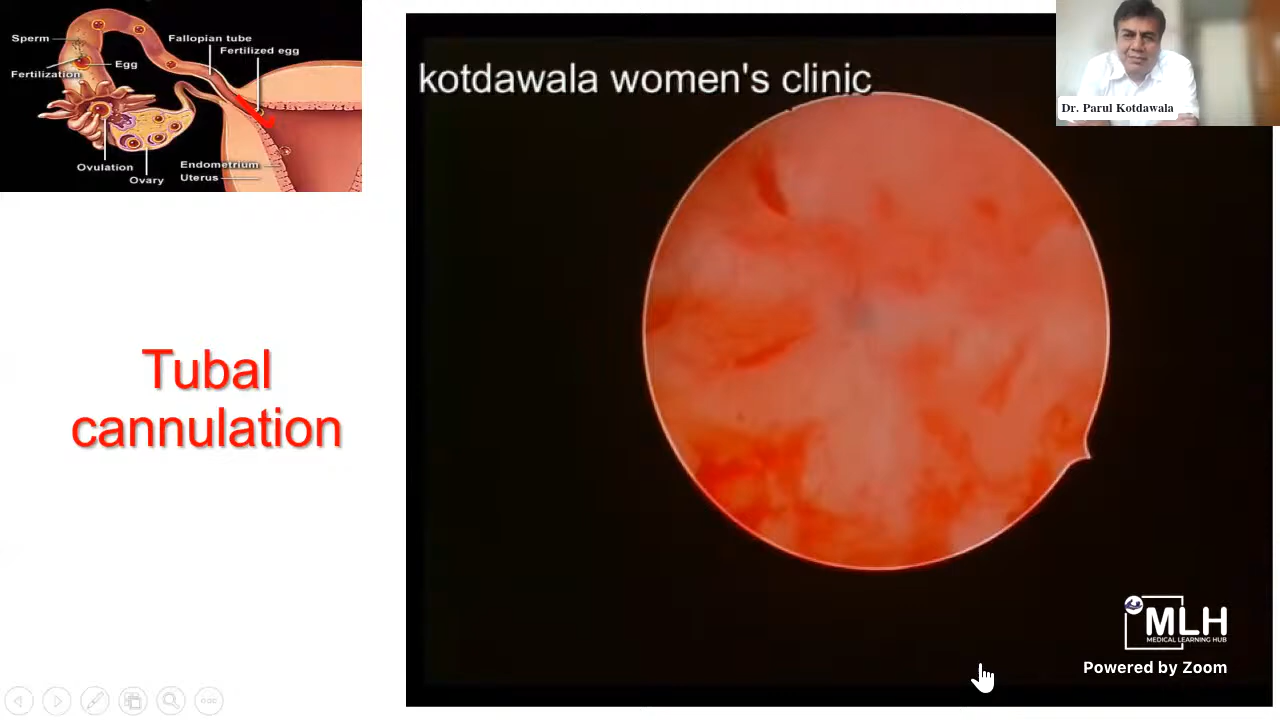 Sperm
Fallopian tube
Fertilized egg
Egg
Fertilization
Ovulation
Ovary
Endometrium
Uterus
Tubal
cannulation
kotdawala women's clinic
Dr. Parul Kotdawala
MLH
MEDICAL LEARNING HUB
Powered by Zoom